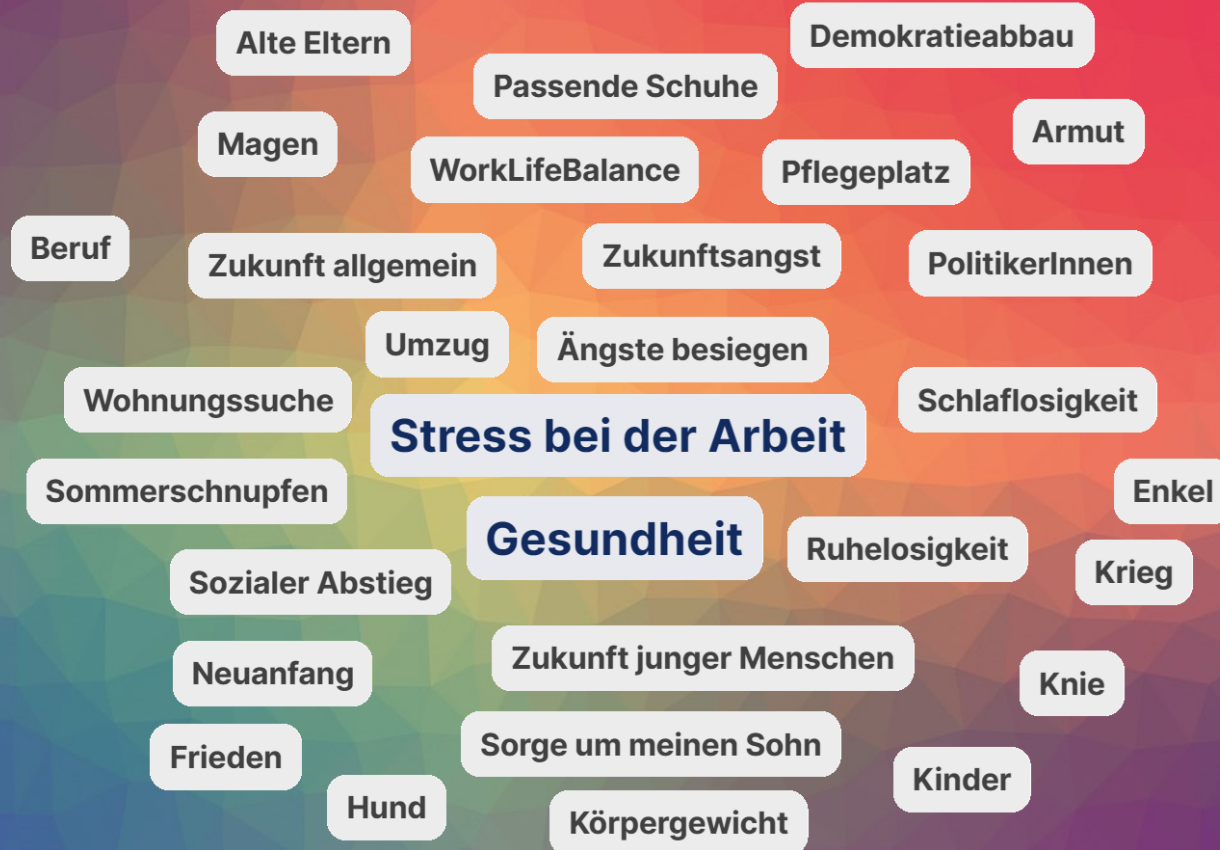 Alte Eltern
Demokratieabbau
Passende Schuhe
Magen
Armut
WorkLifeBalance
Pflegeplatz
Beruf
Zukunft allgemein
Zukunftsangst
PolitikerInnen
Umzug
Ängste besiegen
Wohnungssuche
Schlaflosigkeit
Stress bei der Arbeit
Sommerschnupfen
Enkel
Gesundheit
Ruhelosigkeit
Sozialer Abstieg
Krieg
Neuanfang
Zukunft junger Menschen
Knie
Frieden
Sorge um meinen Sohn
Kinder
Hund
Körpergewicht